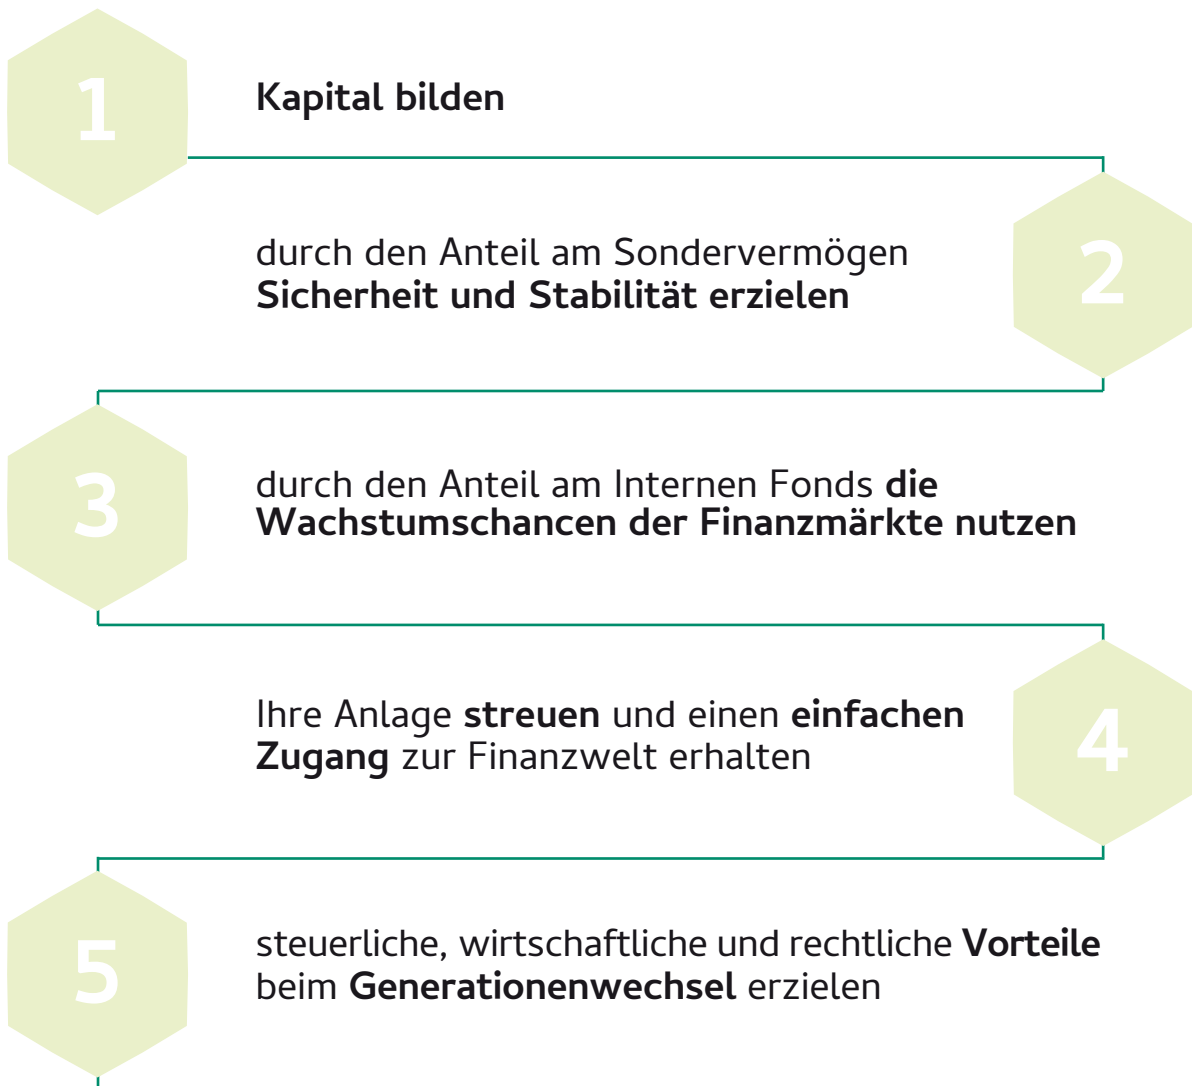 1
Kapital bilden
durch den Anteil am Sondervermögen
Sicherheit und Stabilität erzielen
2
3
durch den Anteil am Internen Fonds die
Wachstumschancen der Finanzmärkte nutzen
Ihre Anlage streuen und einen einfachen
Zugang zur Finanzwelt erhalten
4
5
steuerliche, wirtschaftliche und rechtliche Vorteile
beim Generationenwechsel erzielen